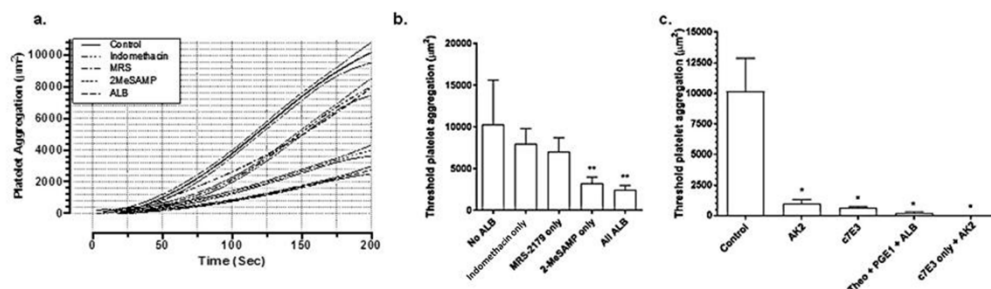 a.
Platelet Aggregation (µm²)
10000
8000
6000
4000
2000
0
Control
Indomethacin
MRS
2MeSAMP
ALB
0
50
75
100
125
150
175
200
Time (Sec)
b.
Threshold platelet aggregation (µm²)
20000
15000
10000
5000
0
**
**
No ALB
Indomethacin only
MRS-2179 only
2-MeSAMP only
All ALB
c.
Threshold platelet aggregation (µm²)
15000
12500
10000
7500
5000
2500
0
*
*
*
*
Control
AK2
c7E3
Theo + PGE1 + ALB
c7E3 only + AK2